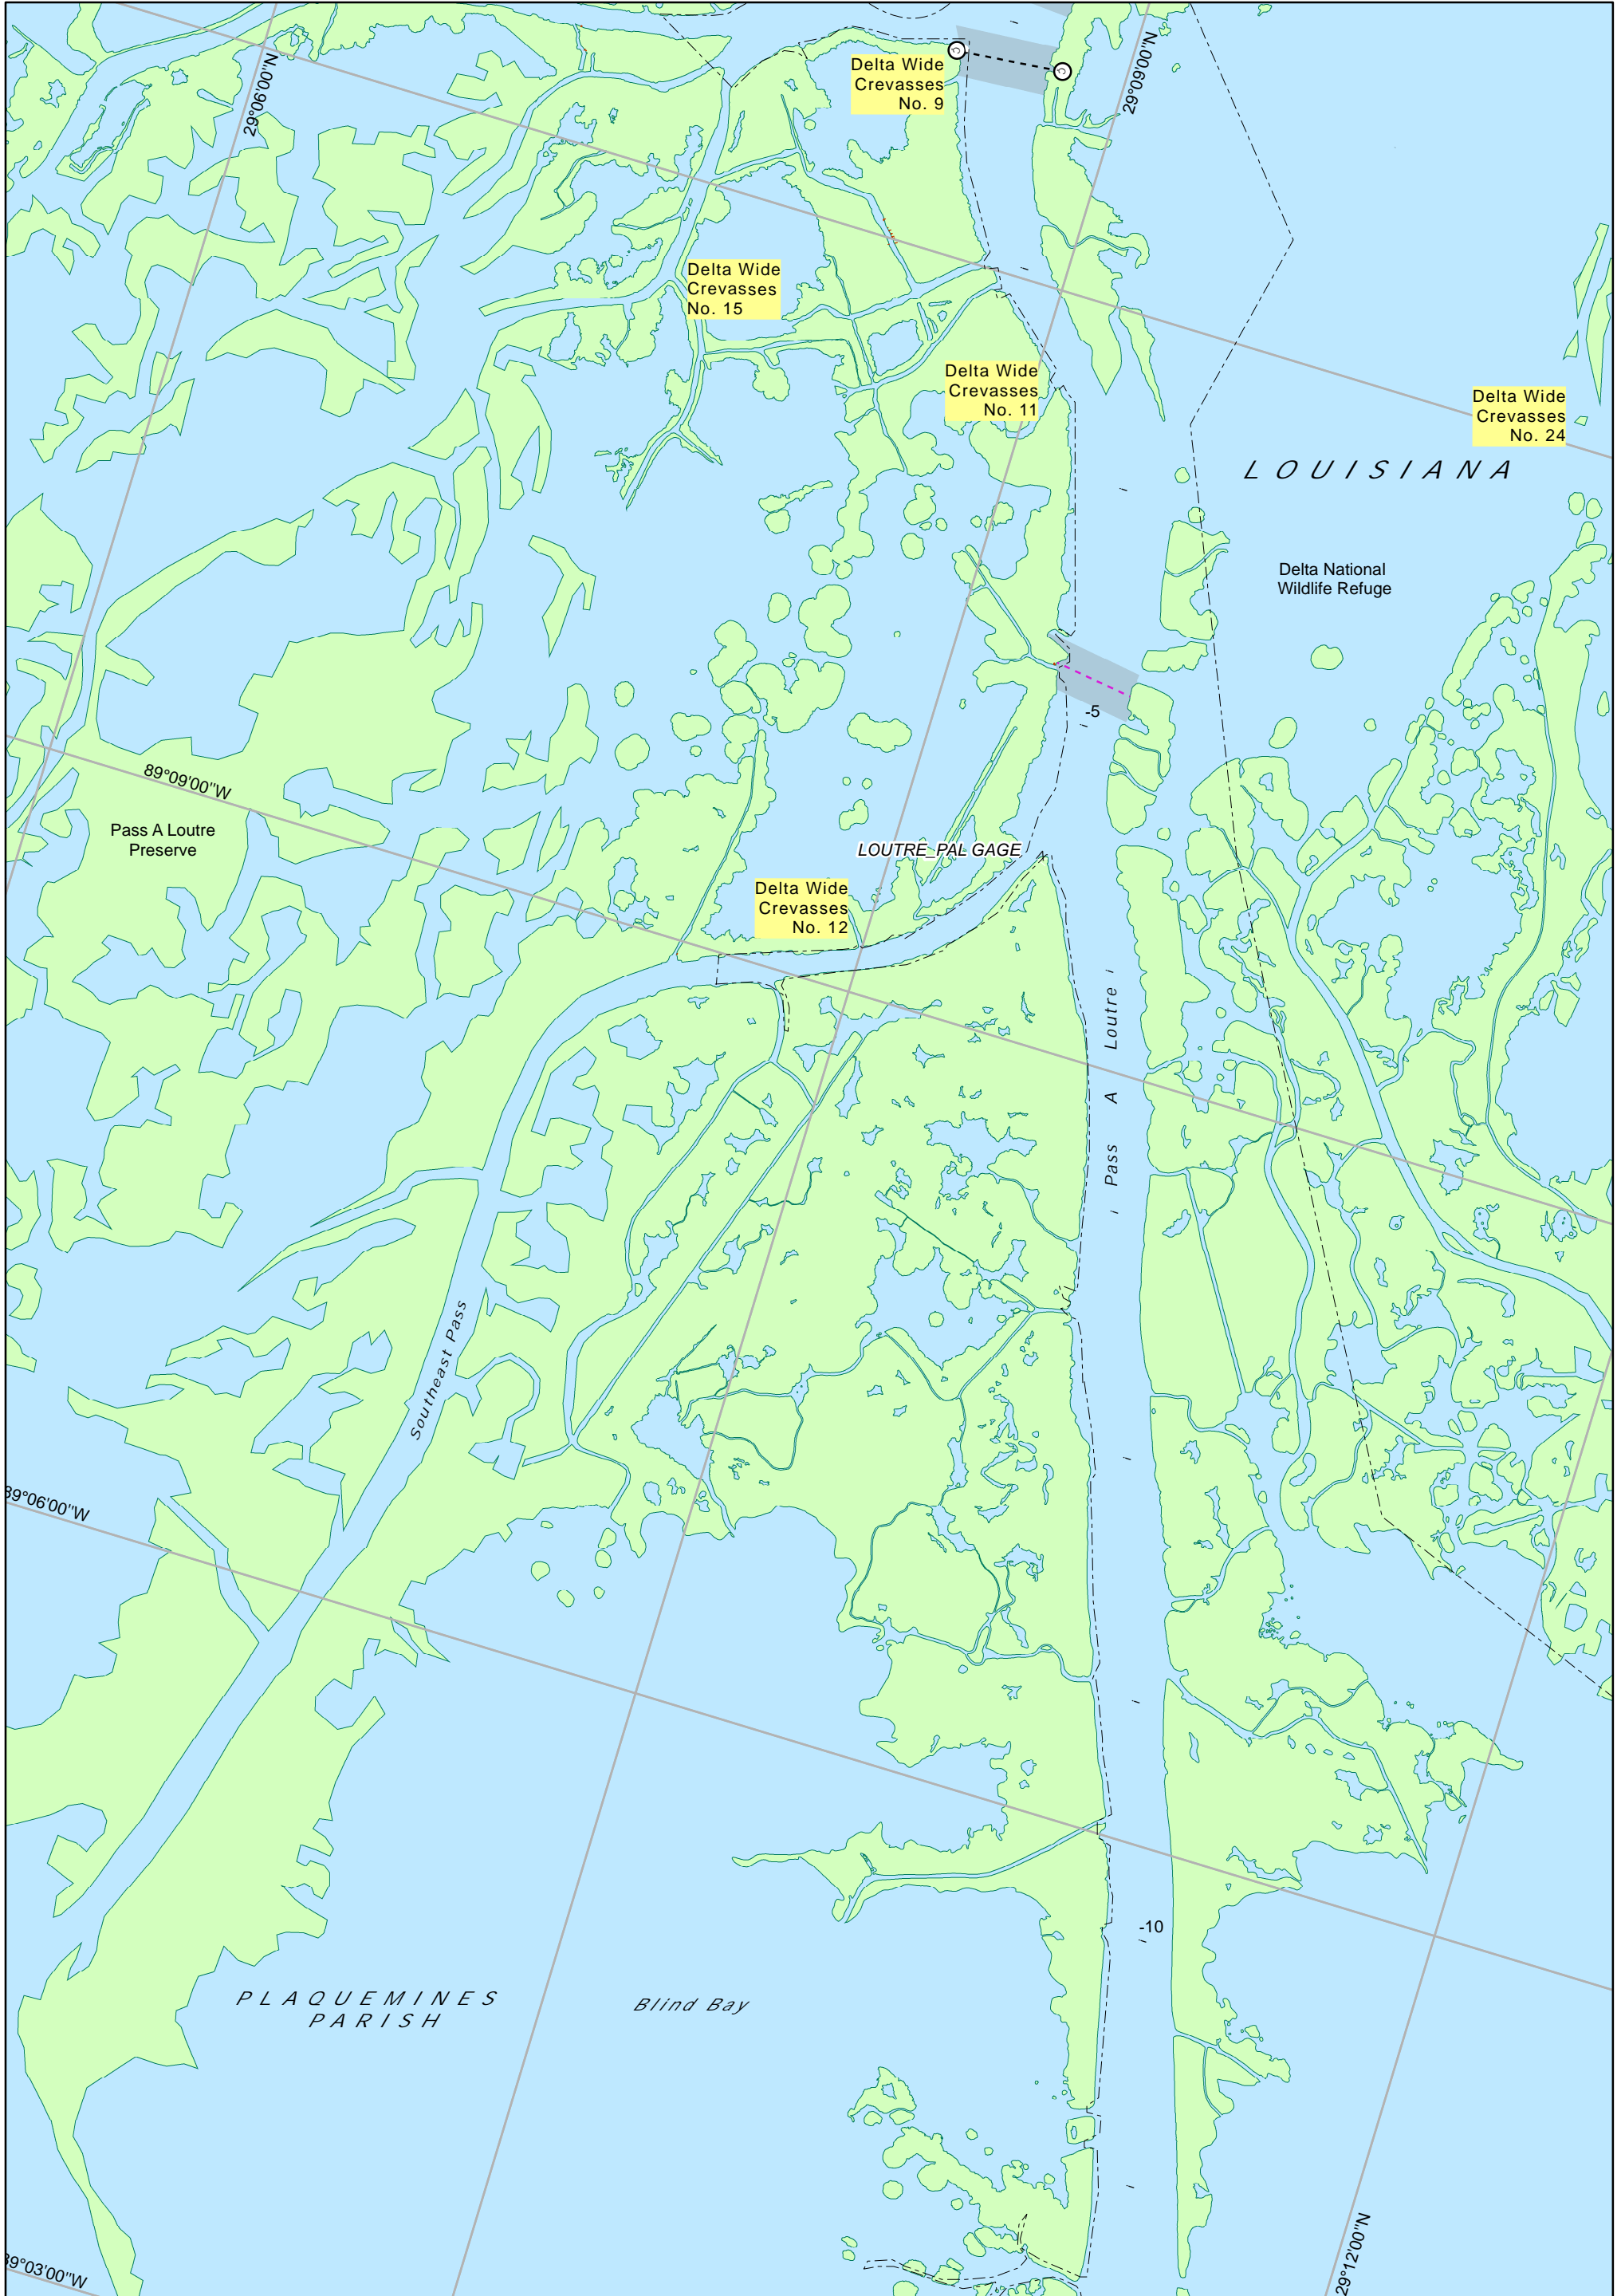 29°06'00"N
29°09'00"N
Delta Wide
Crevasses
No. 9
Delta Wide
Crevasses
No. 15
Delta Wide
Crevasses
No. 11
Delta Wide
Crevasses
No. 24
LOUISIANA
Delta National
Wildlife Refuge
-5
89°09'00"W
Pass A Loutre
Preserve
LOUTRE_PAL GAGE
Delta Wide
Crevasses
No. 12
Pass A Loutre
Southeast Pass
89°06'00"W
-10
PLAQUEMINES
PARISH
Blind Bay
29°12'00"N
89°03'00"W